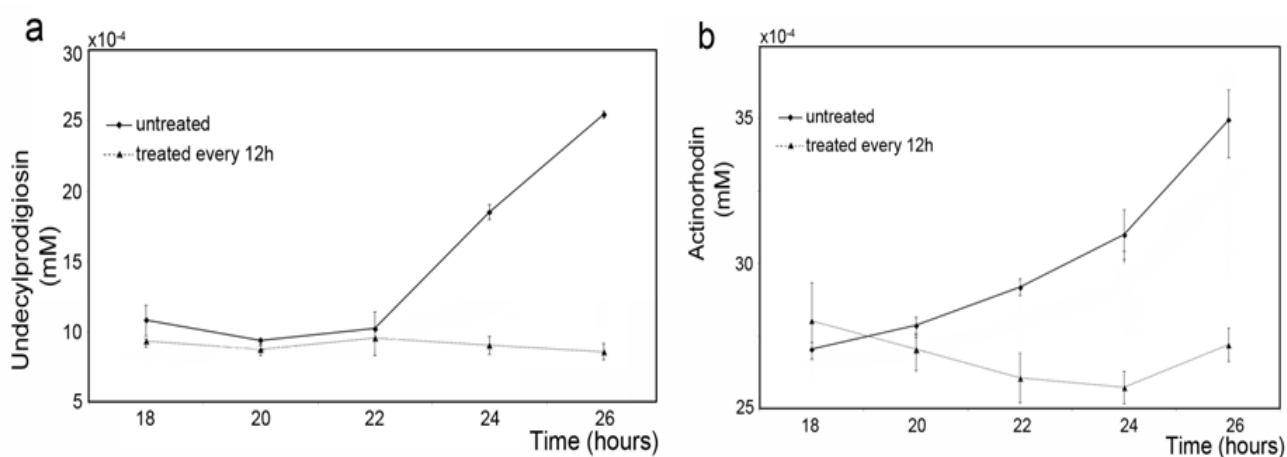 a
x10-4
30
25
20
15
10
5
Undecylprodigiosin
(mM)
untreated
treated every 12h
18 20 22 24 26
Time (hours)
b
x10-4
35
30
25
Actinorhodin
(mM)
untreated
treated every 12h
18 20 22 24 26
Time (hours)